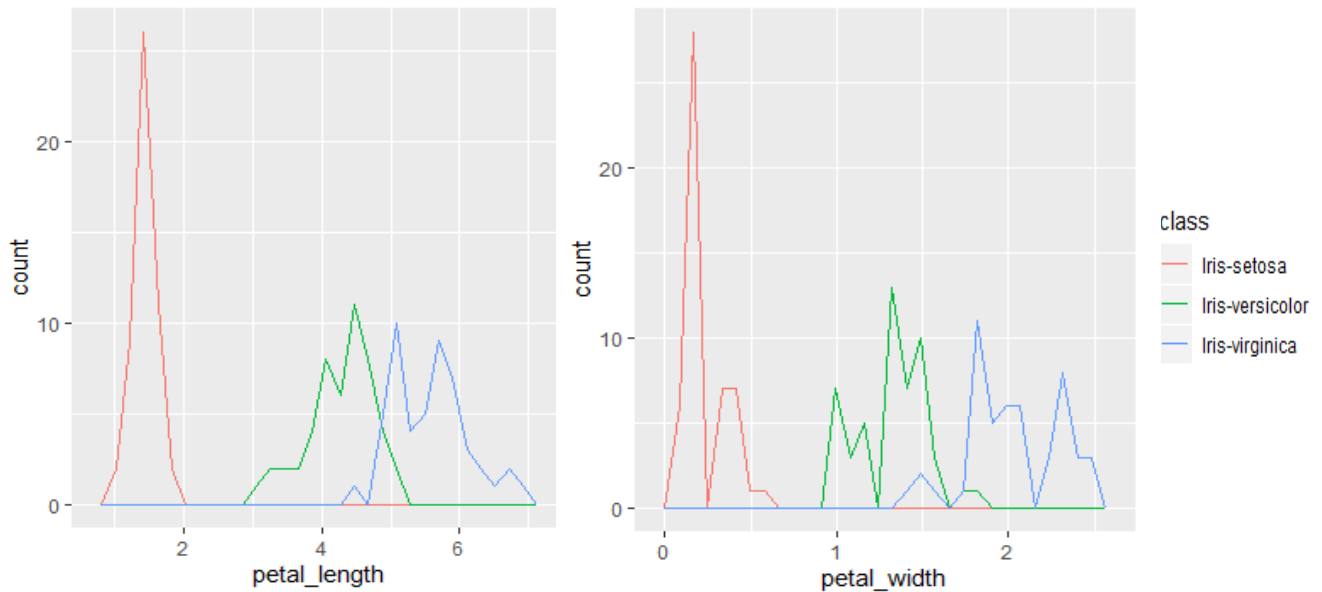 count
20
10
0
2
4
6
petal_length
count
20
10
0
0
1
2
petal_width
class
Iris-setosa
Iris-versicolor
Iris-virginica